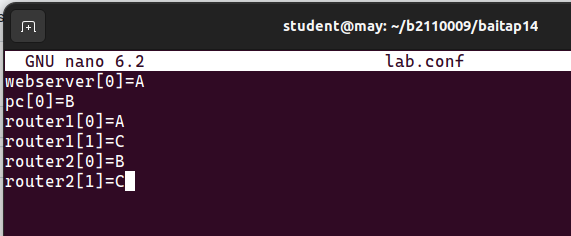 student@may: ~/b2110009/baitap14
GNU nano 6.2 lab.conf
webserver[0]=A
pc[0]=B
router1[0]=A
router1[1]=C
router2[0]=B
router2[1]=C